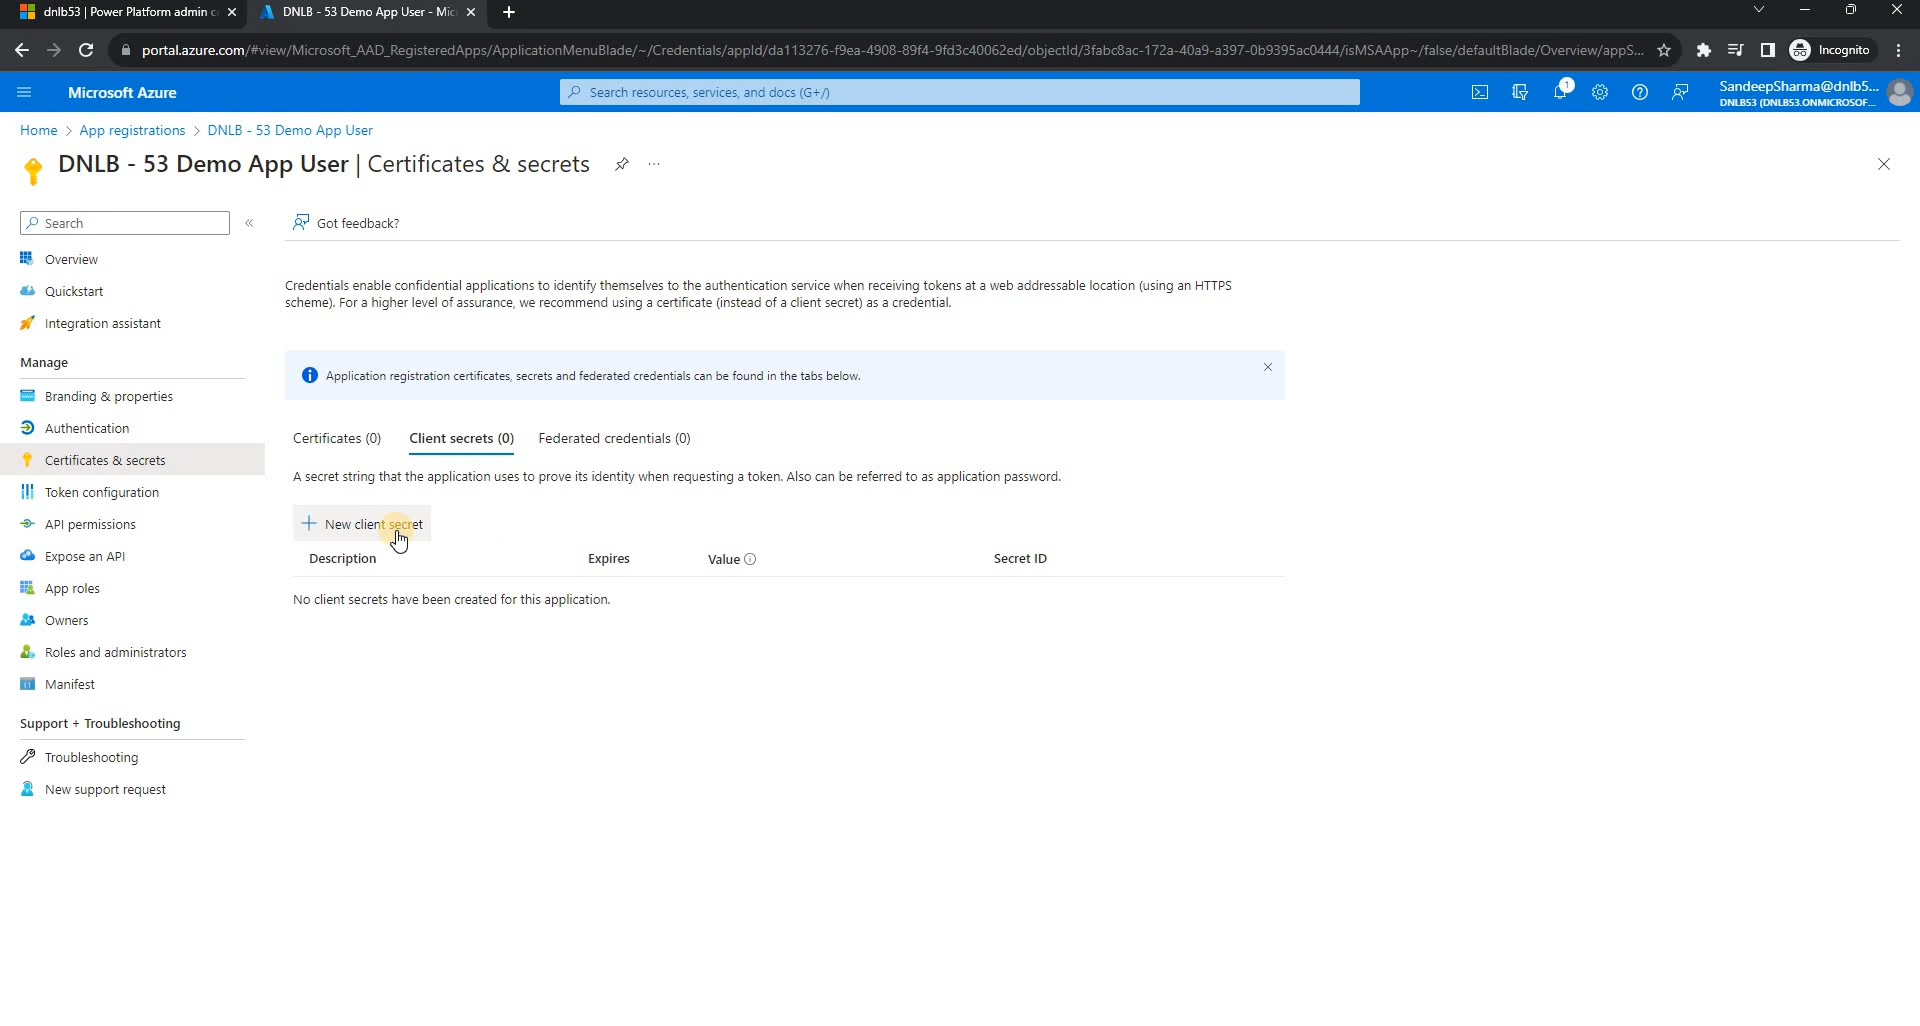 dnlb53 | Power Platform admin c
DNLB - 53 Demo App User - Mic
portal.azure.com/#view/Microsoft_AAD_RegisteredApps/ApplicationMenuBlade/~/Credentials/appId/da113276-f9ea-4908-89f4-9fd3c40062ed/objectId/3fabc8ac-172a-40a9-a397-0b9395ac0444/isMSAApp~/false/defaultBlade/Overview/appS...
Incognito
Microsoft Azure
Search resources, services, and docs (G+/)
1
SandeepSharma@dnlb5...
DNLB53 (DNLB53.ONMICROSOF...
Home > App registrations > DNLB - 53 Demo App User
DNLB - 53 Demo App User | Certificates & secrets
...
Search
«
Got feedback?
Overview
Quickstart
Integration assistant
Manage
Branding & properties
Authentication
Certificates & secrets
Token configuration
API permissions
Expose an API
App roles
Owners
Roles and administrators
Manifest
Support + Troubleshooting
Troubleshooting
New support request
Credentials enable confidential applications to identify themselves to the authentication service when receiving tokens at a web addressable location (using an HTTPS
scheme). For a higher level of assurance, we recommend using a certificate (instead of a client secret) as a credential.
Application registration certificates, secrets and federated credentials can be found in the tabs below.
Certificates (0) Client secrets (0) Federated credentials (0)
A secret string that the application uses to prove its identity when requesting a token. Also can be referred to as application password.
New client secret
Description Expires Value Secret ID
No client secrets have been created for this application.